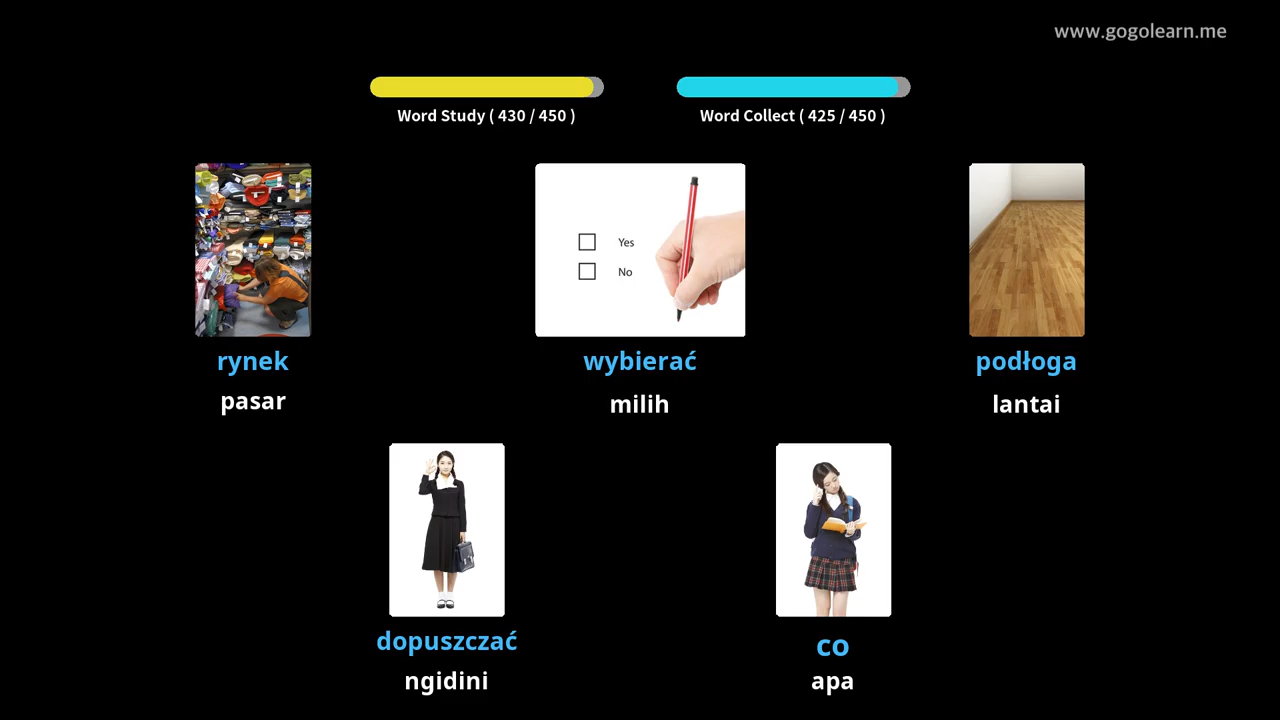 www.gogolearn.me
Word Study ( 430 / 450 )
Word Collect ( 425 / 450 )
Yes
No
rynek
wybierać
podłoga
pasar
milih
lantai
dopuszczać
co
ngidini
apa